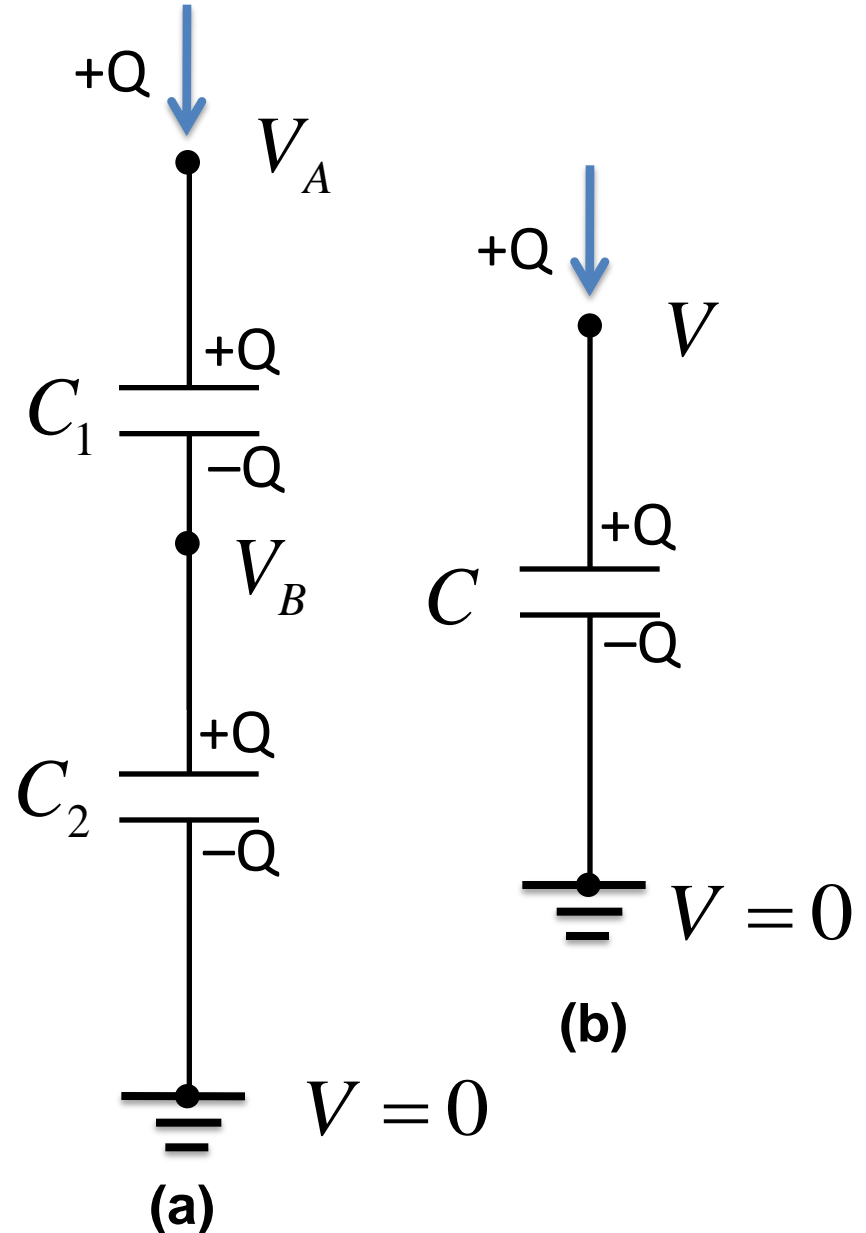 +Q
V_A
+Q
C_1
–Q
V_B
+Q
C_2
–Q
V = 0
(a)
+Q
V
+Q
C
–Q
V = 0
(b)